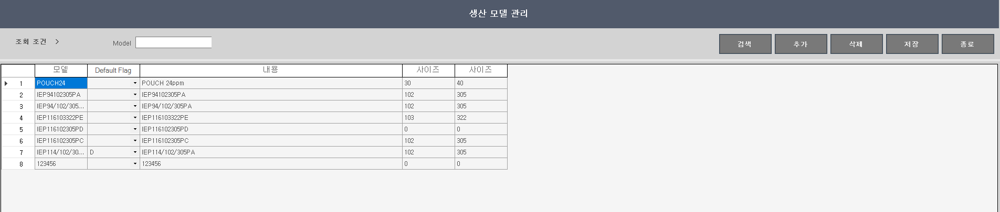 생산 모델 관리
조회 조건 > Model 검색 추가 삭제 저장 종료
모델 Default Flag 내용 사이즈 사이즈
1 POUCH24 POUCH 24ppm 30 40
2 IEP94102305PA IEP94102305PA 102 305
3 IEP94/102/305... IEP94/102/305PA 102 305
4 IEP116103322PE IEP116103322PE 103 322
5 IEP116102305PD IEP116102305PD 0 0
6 IEP116102305PC IEP116102305PC 102 305
7 IEP114/102/30... D IEP114/102/305PA 102 305
8 123456 123456 0 0